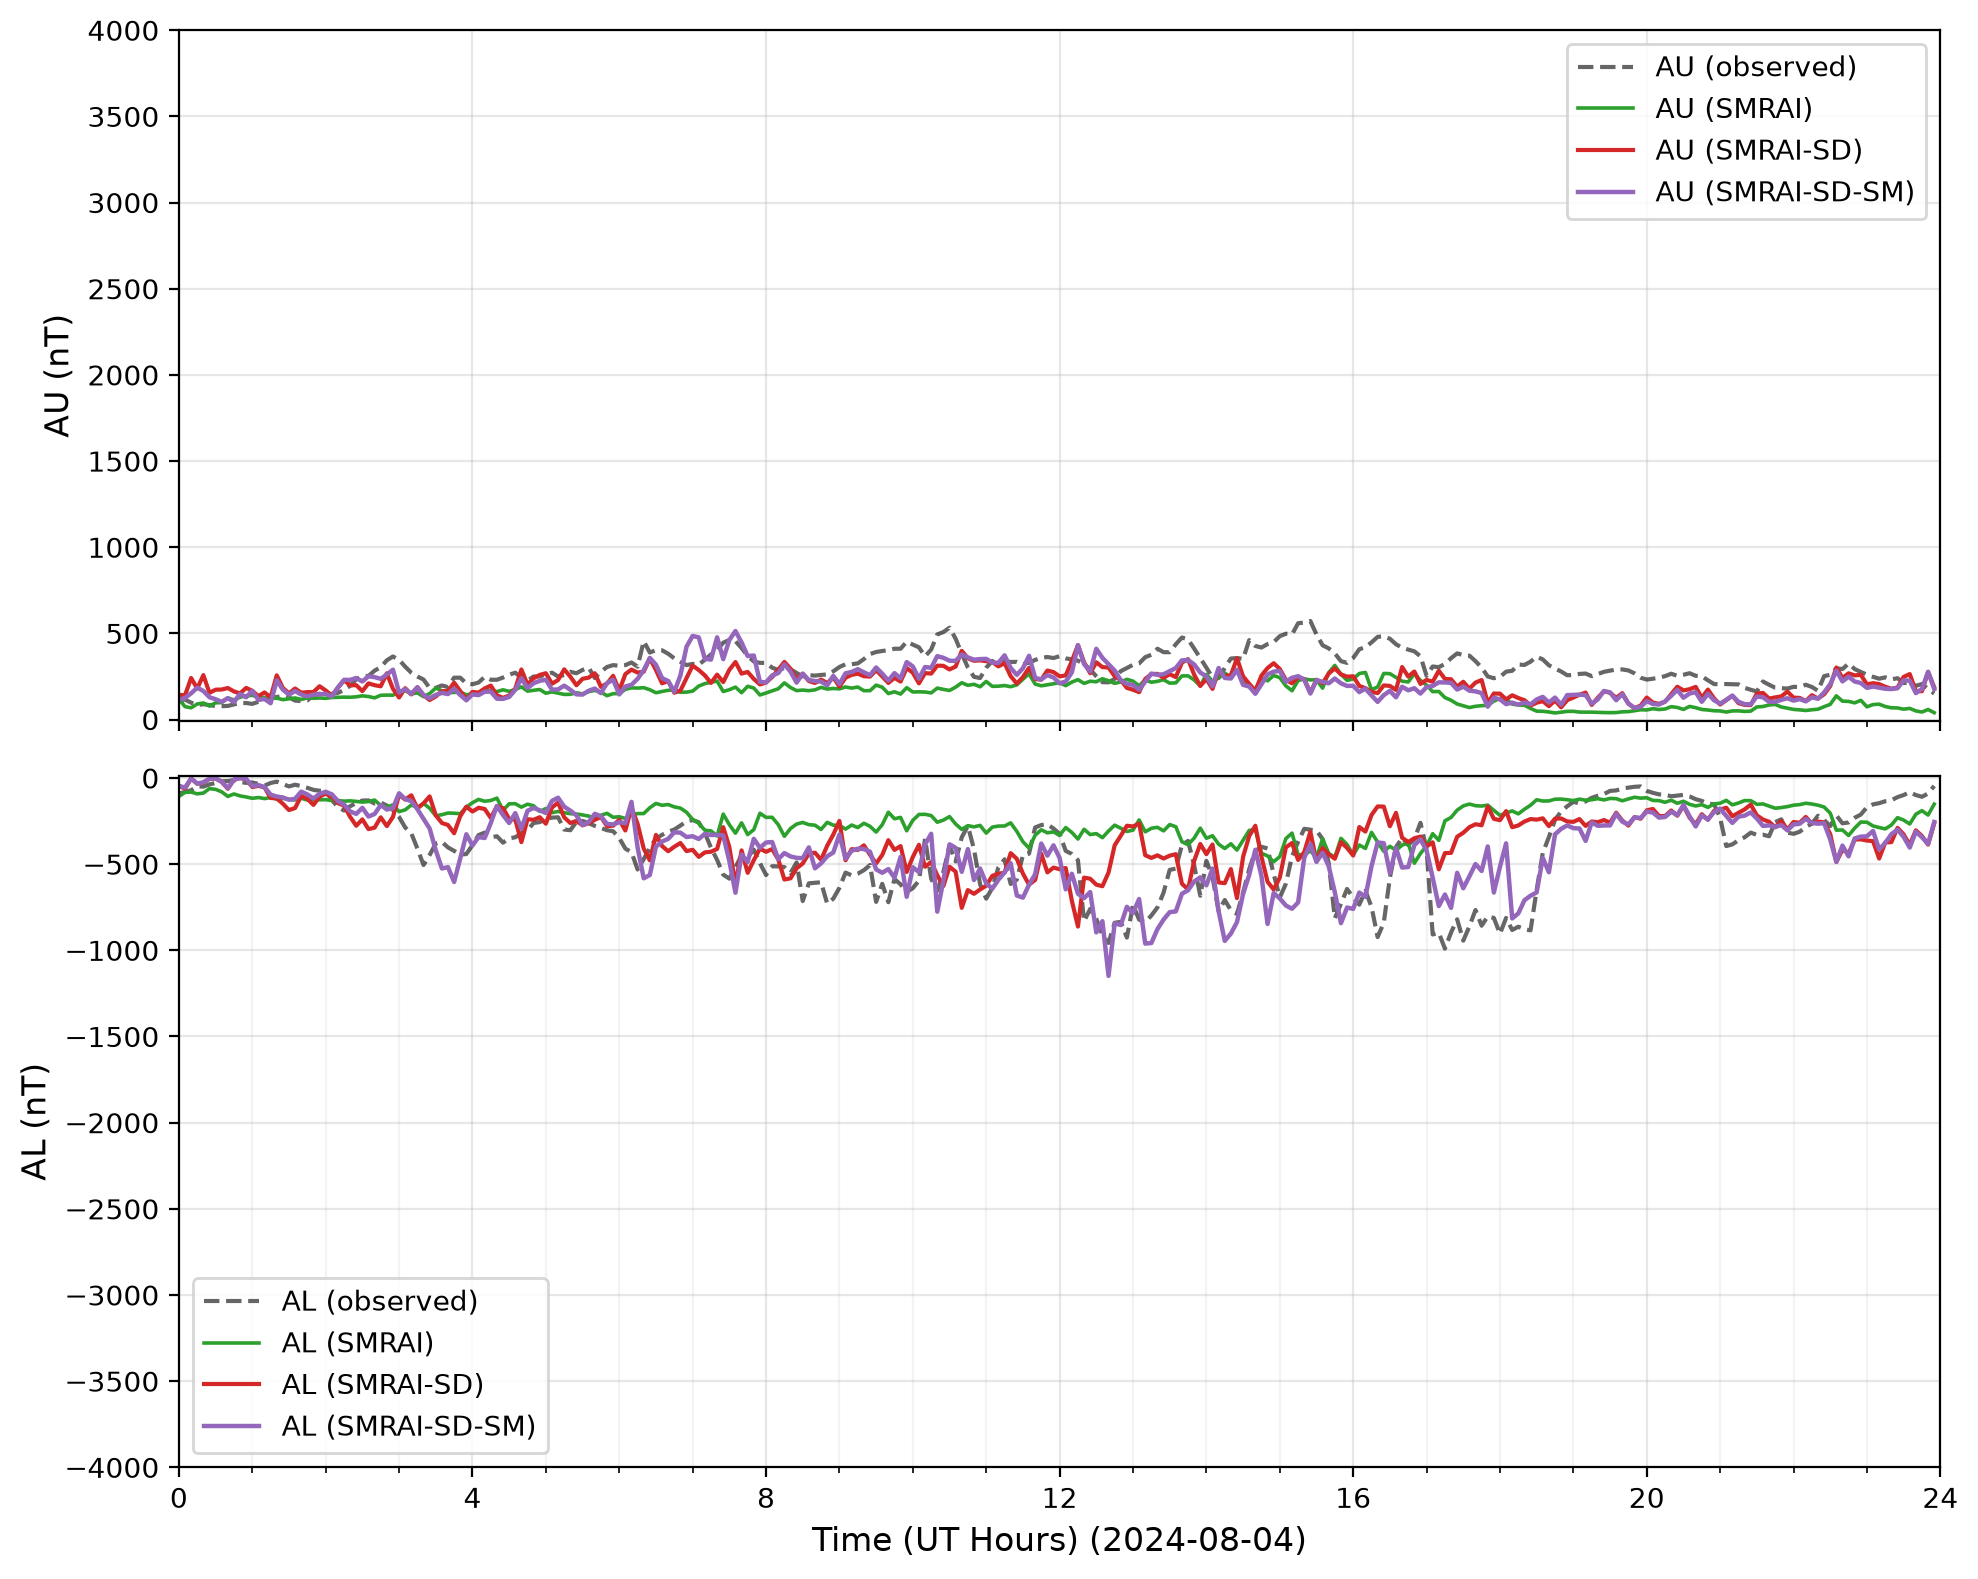 4000
3500
3000
2500
2000
1500
1000
500
0
AU (nT)
AU (observed)
AU (SMRAI)
AU (SMRAI-SD)
AU (SMRAI-SD-SM)
0
−500
−1000
−1500
−2000
−2500
−3000
−3500
−4000
AL (nT)
AL (observed)
AL (SMRAI)
AL (SMRAI-SD)
AL (SMRAI-SD-SM)
0 4 8 12 16 20 24
Time (UT Hours) (2024-08-04)